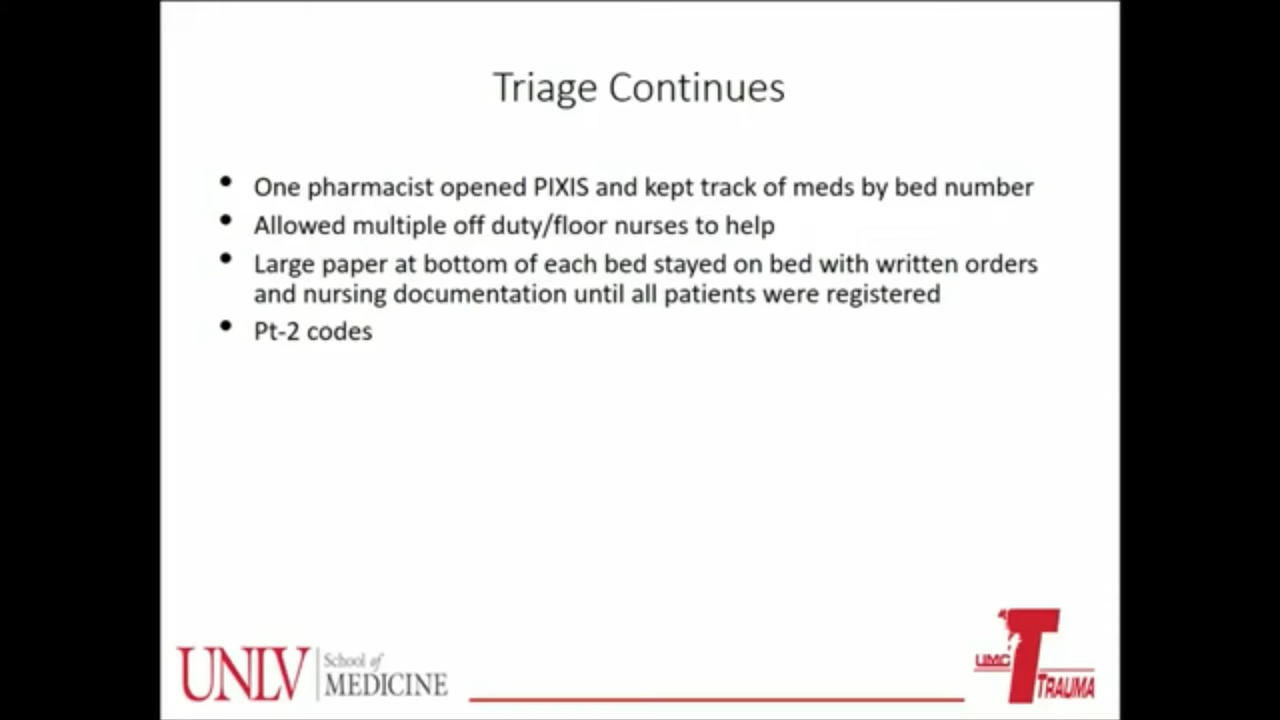 Triage Continues
• One pharmacist opened PIXIS and kept track of meds by bed number
• Allowed multiple off duty/floor nurses to help
• Large paper at bottom of each bed stayed on bed with written orders
and nursing documentation until all patients were registered
• Pt-2 codes
UNLV School of
MEDICINE
UMC
T
TRAUMA